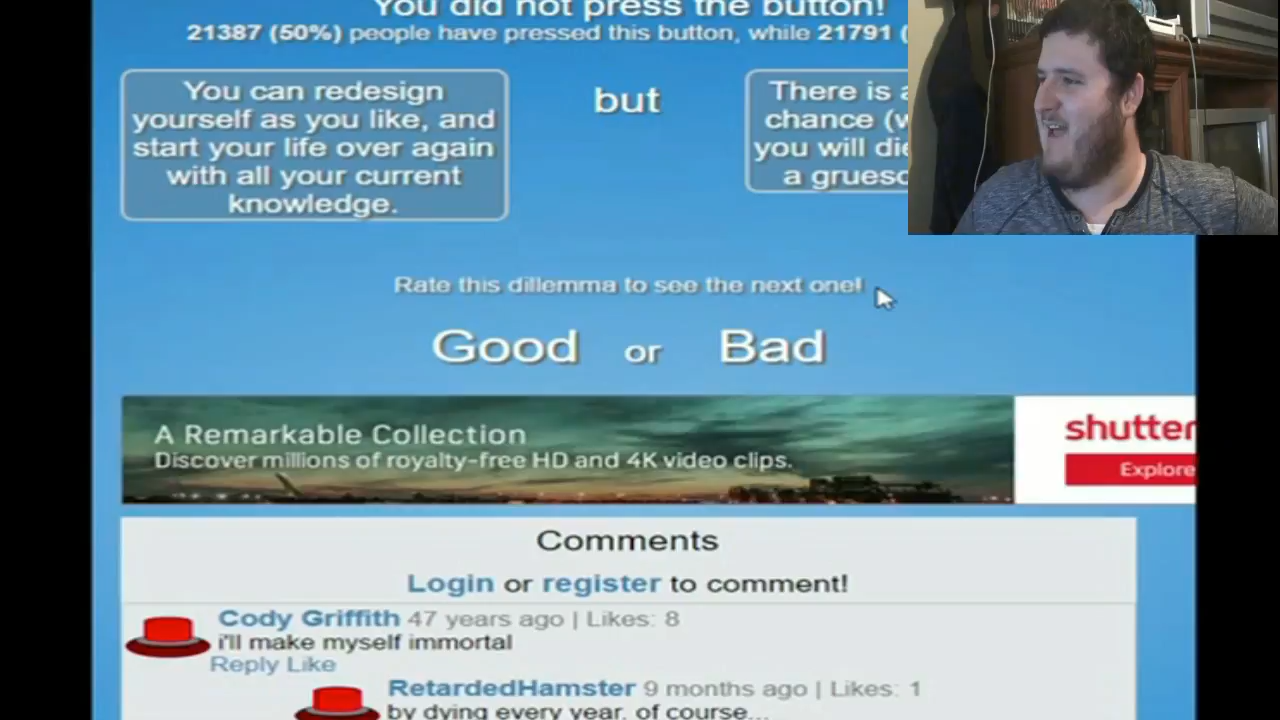 You did not press the button!
21387 (50%) people have pressed this button, while 21791 (
You can redesign
yourself as you like, and
start your life over again
with all your current
knowledge.
but
There is a
chance (w
you will die
a grueso
Rate this dillemma to see the next one!
Good or Bad
A Remarkable Collection
Discover millions of royalty-free HD and 4K video clips.
shutter
Explore
Comments
Login or register to comment!
Cody Griffith 47 years ago | Likes: 8
i'll make myself immortal
Reply Like
RetardedHamster 9 months ago | Likes: 1
by dying every year, of course...